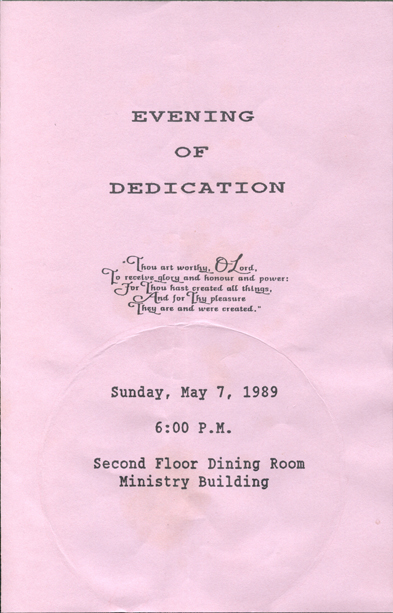 EVENING
OF
DEDICATION
"Thou art worthy, O Lord,
To receive glory and honour and power:
For Thou hast created all things,
And for Thy pleasure
They are and were created."
Sunday, May 7, 1989
6:00 P.M.
Second Floor Dining Room
Ministry Building